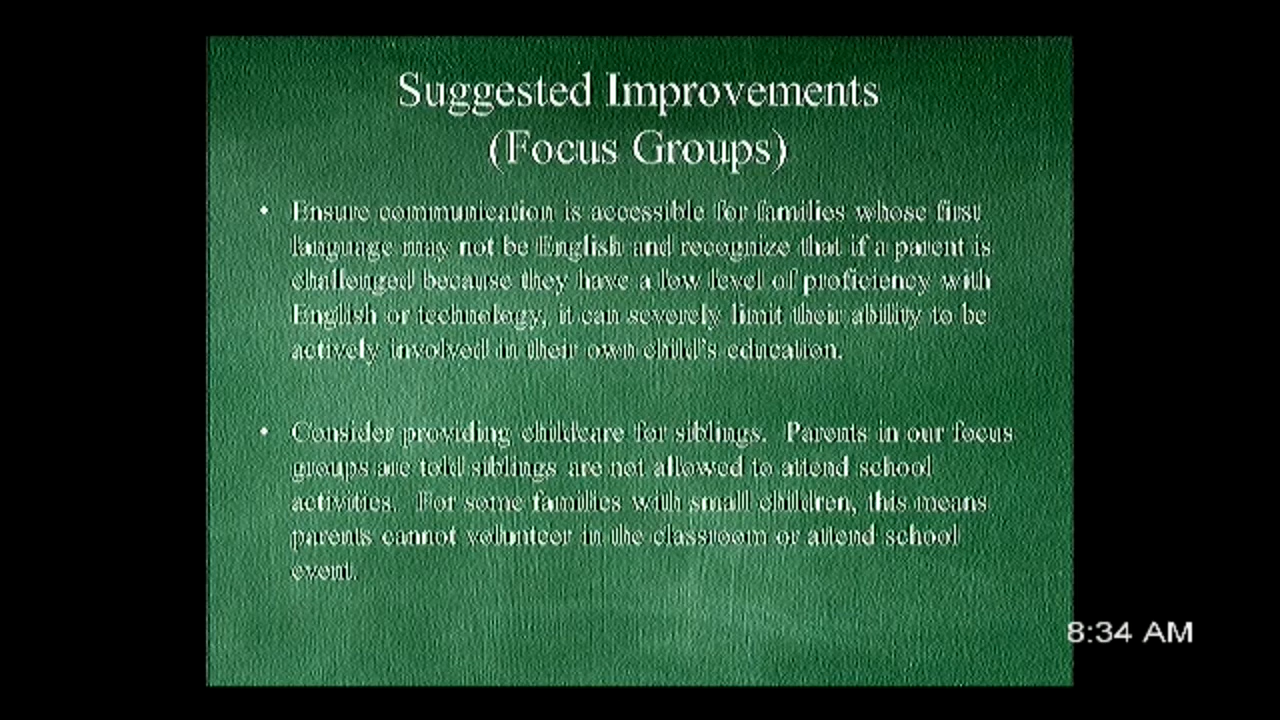 Suggested Improvements
(Focus Groups)
• Ensure communication is accessible for families whose first
language may not be English and recognize that if a parent is
challenged because they have a low level of proficiency with
English or technology, it can severely limit their ability to be
actively involved in their own child's education.
• Consider providing childcare for siblings.  Parents in our focus
groups are told siblings are not allowed to attend school
activities.  For some families with small children, this means
parents cannot volunteer in the classroom or attend school
event.
8:34 AM